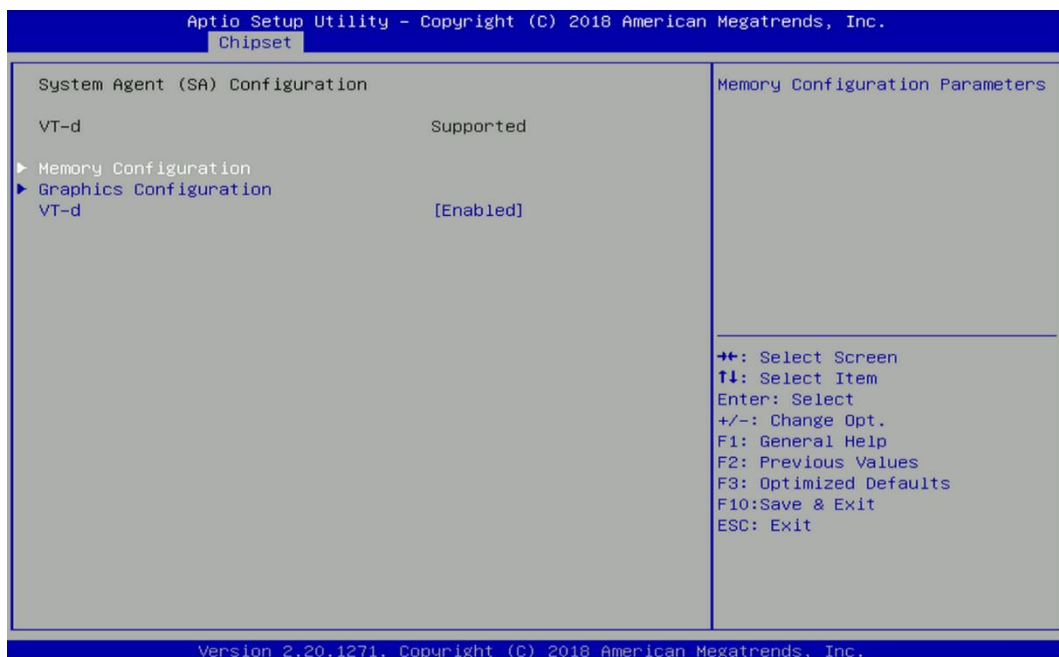 Aptio Setup Utility – Copyright (C) 2018 American Megatrends, Inc.
Chipset
System Agent (SA) Configuration
VT-d Supported
▶ Memory Configuration
▶ Graphics Configuration
VT-d [Enabled]
Memory Configuration Parameters
→←: Select Screen
↑↓: Select Item
Enter: Select
+/-: Change Opt.
F1: General Help
F2: Previous Values
F3: Optimized Defaults
F10:Save & Exit
ESC: Exit
Version 2.20.1271. Copyright (C) 2018 American Megatrends, Inc.